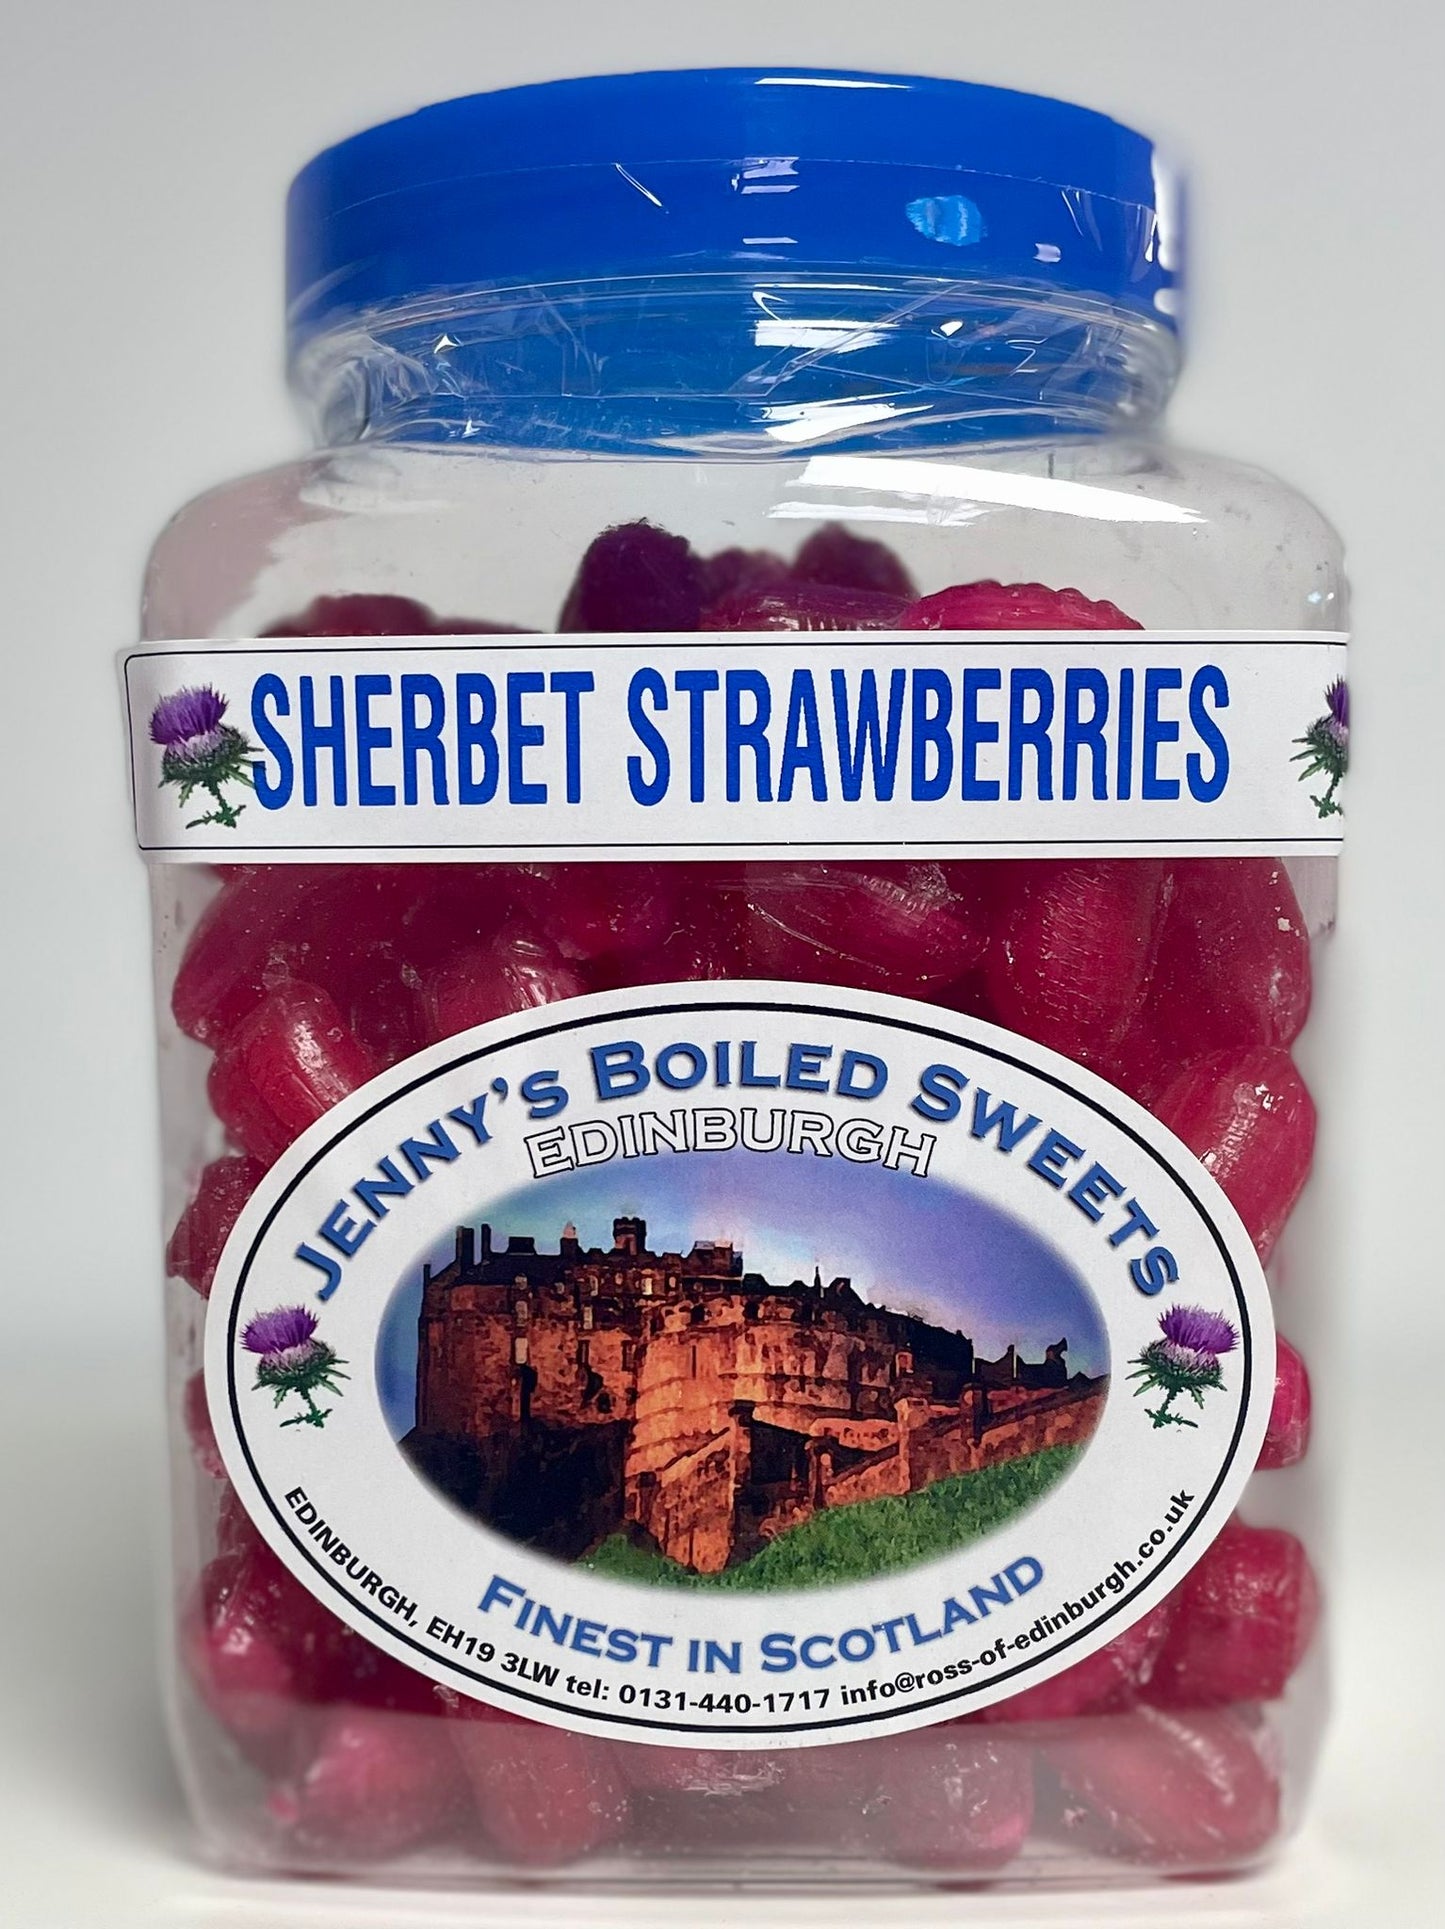 SHERBET STRAWBERRIES
JENNY'S BOILED SWEETS
EDINBURGH
FINEST IN SCOTLAND
EDINBURGH, EH19 3LW tel: 0131-440-1717 info@ross-of-edinburgh.co.uk